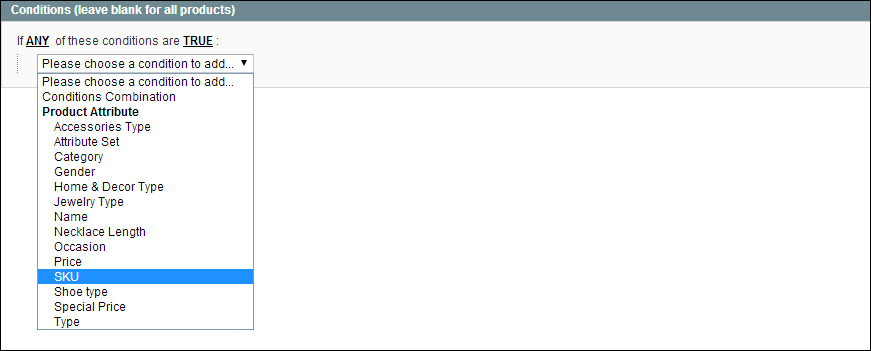 Conditions (leave blank for all products)
If ANY of these conditions are TRUE :
Please choose a condition to add...
Please choose a condition to add...
Conditions Combination
Product Attribute
Accessories Type
Attribute Set
Category
Gender
Home & Decor Type
Jewelry Type
Name
Necklace Length
Occasion
Price
SKU
Shoe type
Special Price
Type